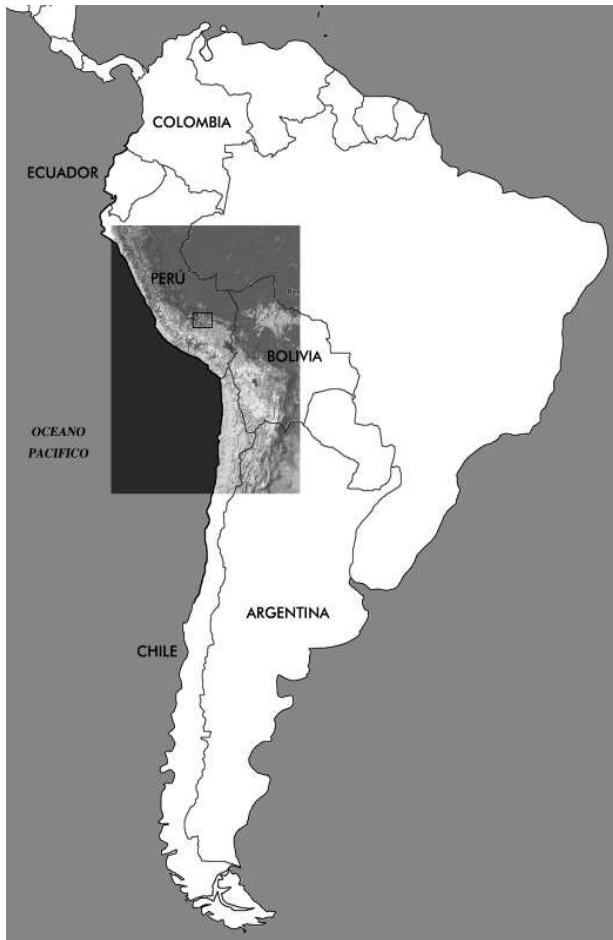 COLOMBIA
ECUADOR
PERÚ
BOLIVIA
OCEANO
PACIFICO
ARGENTINA
CHILE